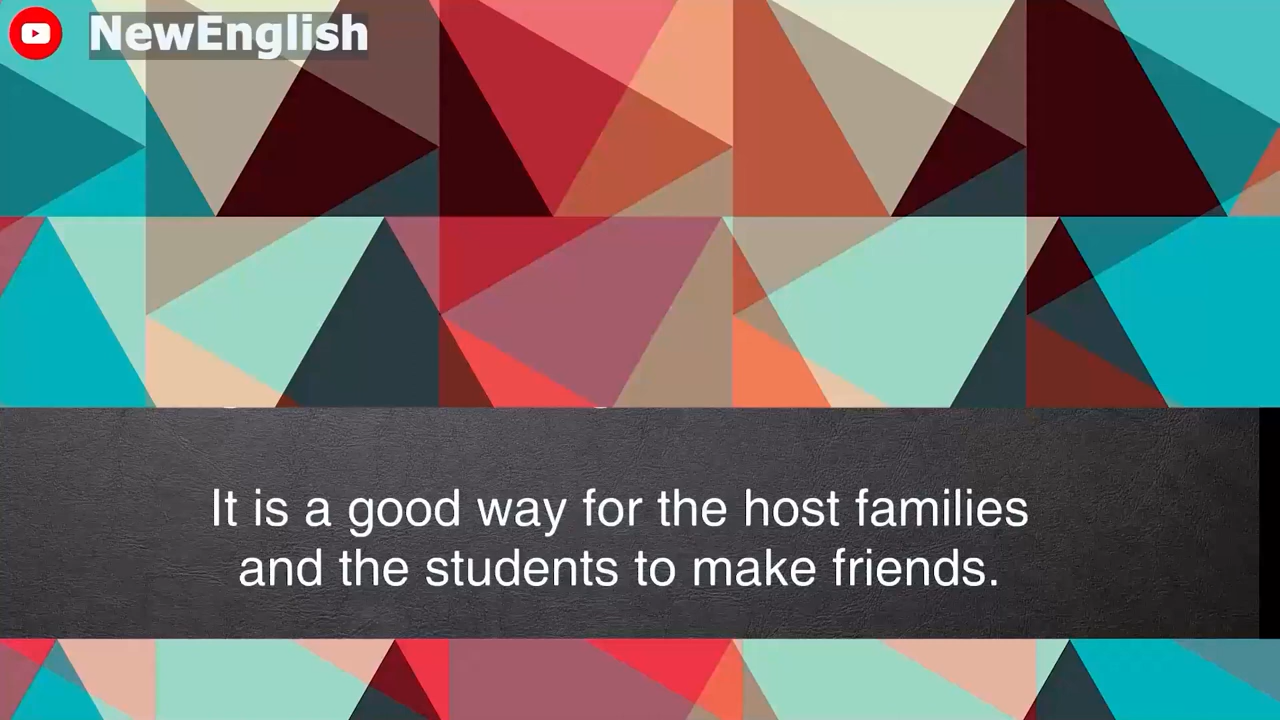 NewEnglish
It is a good way for the host families
and the students to make friends.